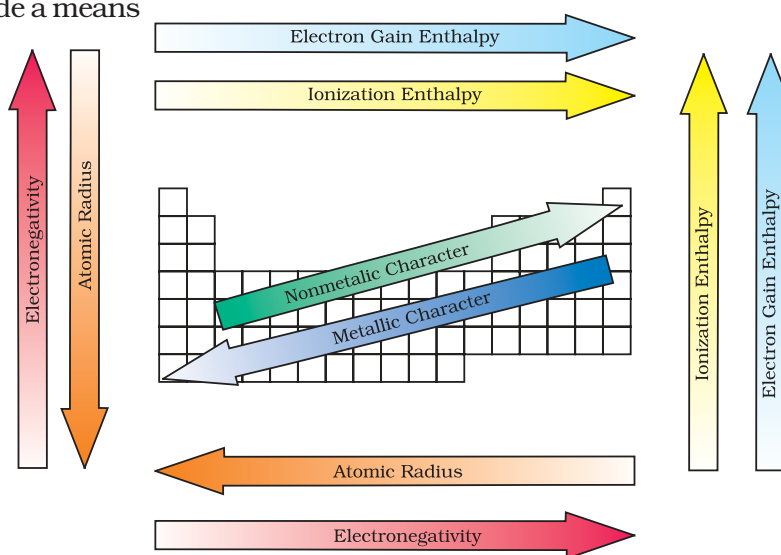 de a means
Electron Gain Enthalpy
Ionization Enthalpy
Electronegativity
Atomic Radius
Nonmetalic Character
Metallic Character
Ionization Enthalpy
Electron Gain Enthalpy
Atomic Radius
Electronegativity